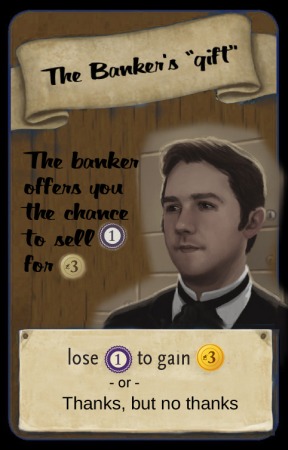 The Banker's "gift"
The banker
offers you
the chance
to sell 1
for €3
lose 1 to gain €3
- or -
Thanks, but no thanks